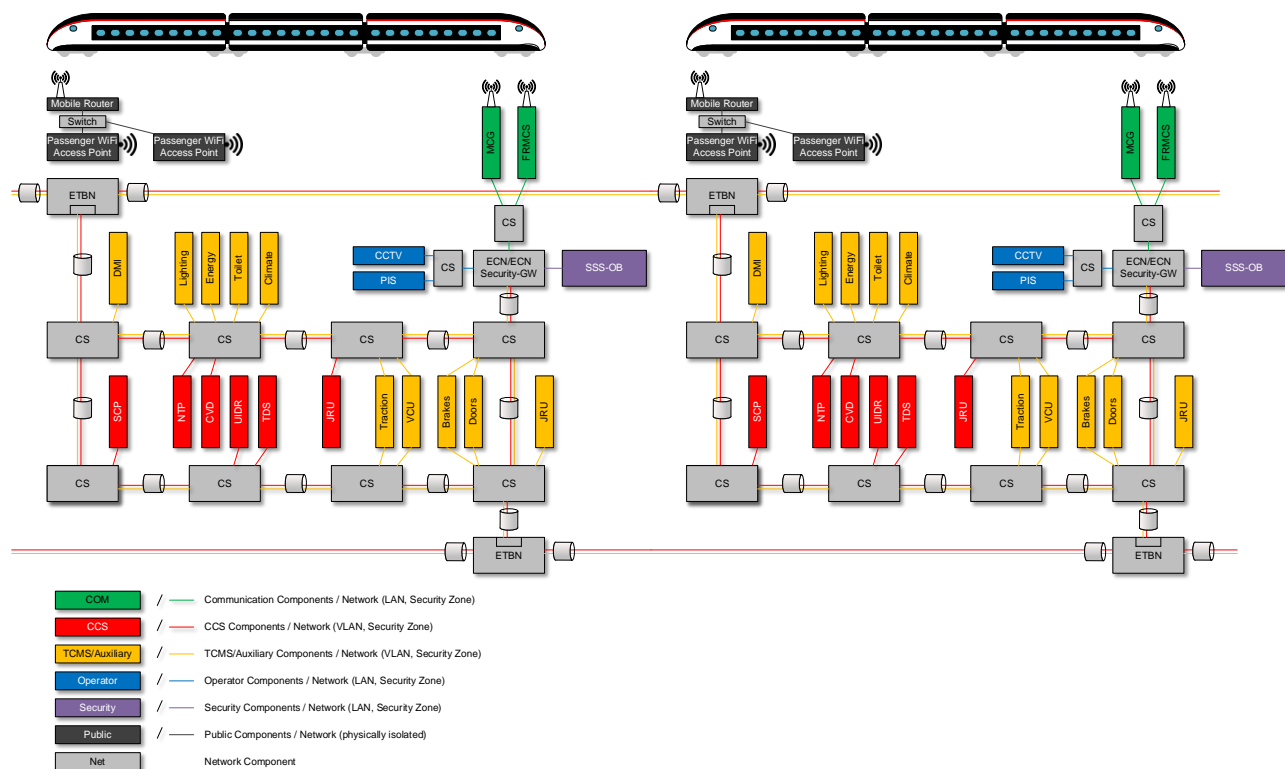 Mobile Router
Switch
Passenger WiFi
Access Point
Passenger WiFi
Access Point
MCG
FRMCS
Mobile Router
Switch
Passenger WiFi
Access Point
Passenger WiFi
Access Point
MCG
FRMCS
ETBN
CS
ETBN
CS
DMI
Lighting
Energy
Toilet
Climate
CCTV
PIS
CS
ECN/ECN
Security-GW
SSS-OB
DMI
Lighting
Energy
Toilet
Climate
CCTV
PIS
CS
ECN/ECN
Security-GW
SSS-OB
CS
CS
CS
CS
CS
CS
CS
CS
SCP
NTP
CVD
UIDR
TDS
JRU
Traction
VCU
Brakes
Doors
JRU
SCP
NTP
CVD
UIDR
TDS
JRU
Traction
VCU
Brakes
Doors
JRU
CS
CS
CS
CS
CS
CS
CS
CS
ETBN
ETBN
COM / Communication Components / Network (LAN, Security Zone)
CCS / CCS Components / Network (VLAN, Security Zone)
TCMS/Auxiliary / TCMS/Auxiliary Components / Network (VLAN, Security Zone)
Operator / Operator Components / Network (LAN, Security Zone)
Security / Security Components / Network (LAN, Security Zone)
Public / Public Components / Network (physically isolated)
Net Network Component